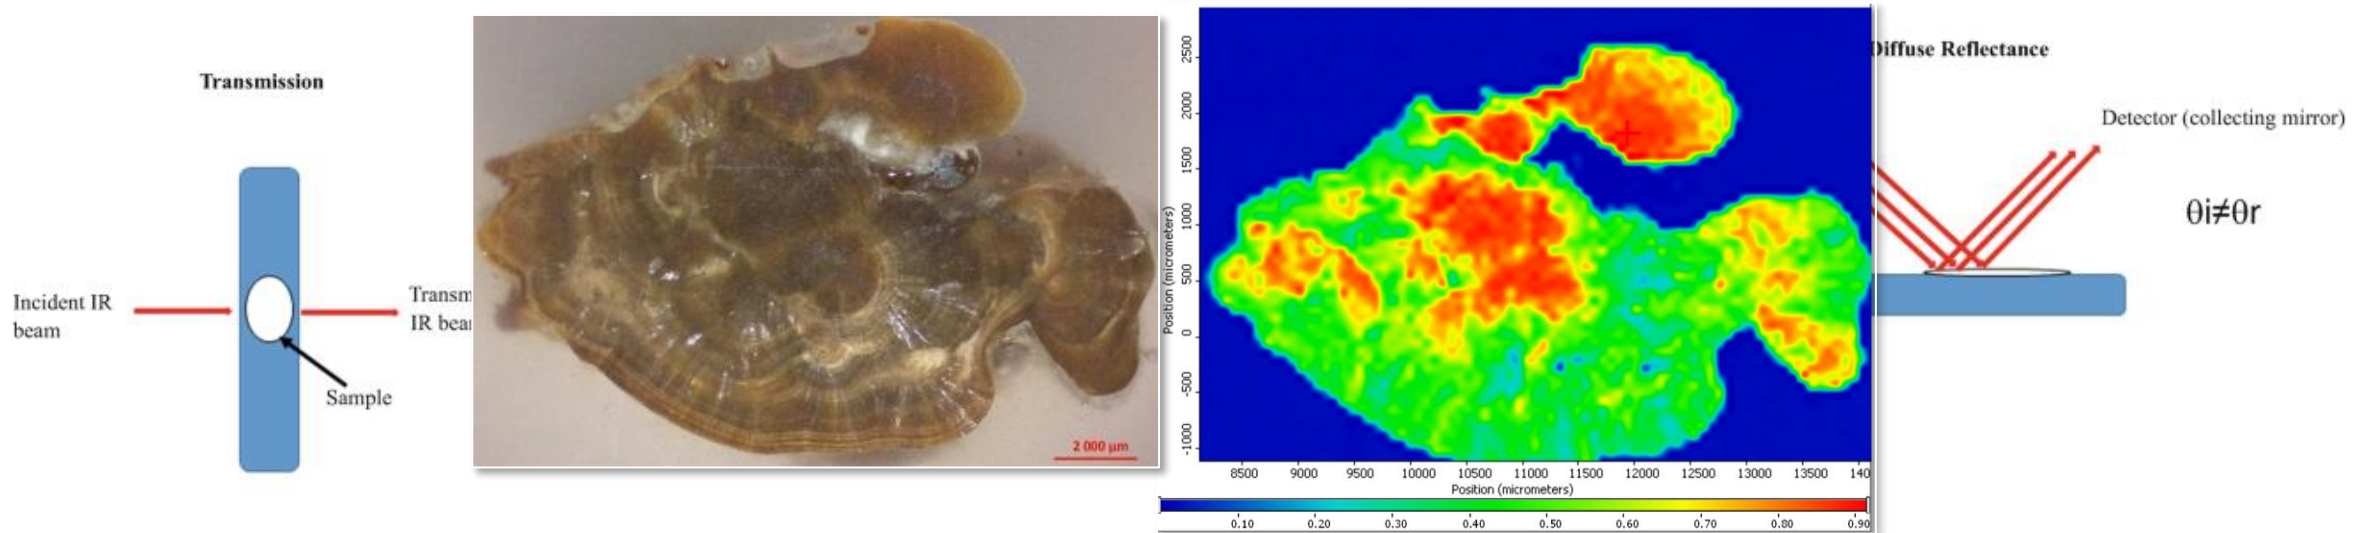 Transmission
Incident IR
beam
Transm
IR bea
Sample
2 000 µm
Position (micrometers)
2500
2000
1500
1000
500
0
-500
-1000
8500 9000 9500 10000 10500 11000 11500 12000 12500 13000 13500 140
Position (micrometers)
0.10 0.20 0.30 0.40 0.50 0.60 0.70 0.80 0.90
Diffuse Reflectance
Detector (collecting mirror)
θi≠θr